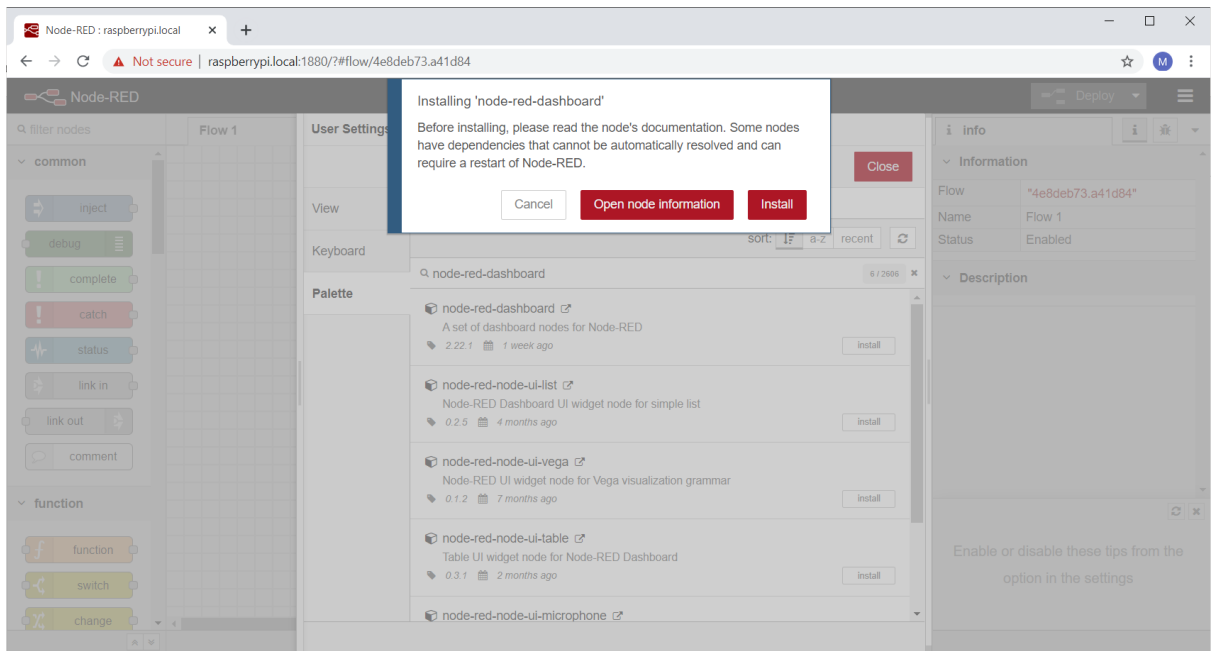 Node-RED : raspberrypi.local
Not secure | raspberrypi.local:1880/?#flow/4e8deb73.a41d84
M
Node-RED
Deploy
Installing 'node-red-dashboard'
Before installing, please read the node's documentation. Some nodes
have dependencies that cannot be automatically resolved and can
require a restart of Node-RED.
Cancel
Open node information
Install
filter nodes
common
inject
debug
complete
catch
status
link in
link out
comment
function
function
switch
change
Flow 1
User Settings
Close
View
Keyboard
Palette
sort:
a-z
recent
node-red-dashboard
6 / 2606
node-red-dashboard
A set of dashboard nodes for Node-RED
2.22.1 1 week ago
install
node-red-node-ui-list
Node-RED Dashboard UI widget node for simple list
0.2.5 4 months ago
install
node-red-node-ui-vega
Node-RED UI widget node for Vega visualization grammar
0.1.2 7 months ago
install
node-red-node-ui-table
Table UI widget node for Node-RED Dashboard
0.3.1 2 months ago
install
node-red-node-ui-microphone
i info
i
Information
Flow "4e8deb73.a41d84"
Name Flow 1
Status Enabled
Description
Enable or disable these tips from the
option in the settings